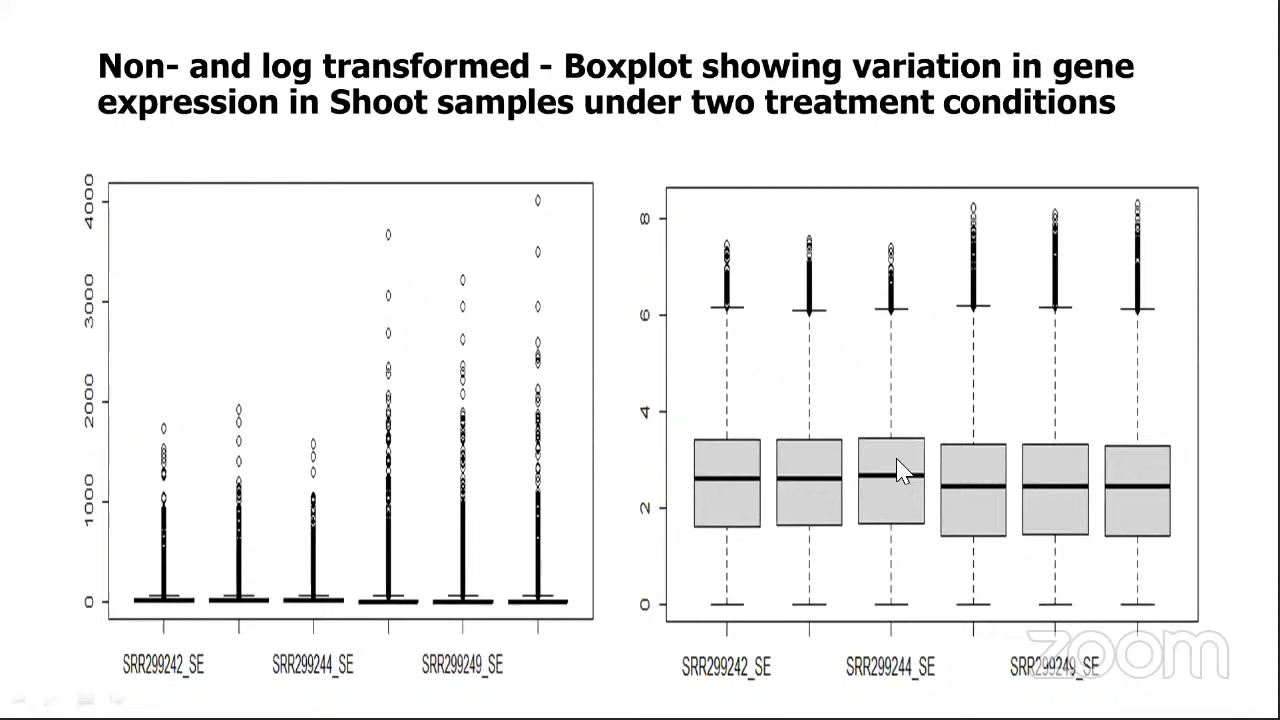 Non- and log transformed - Boxplot showing variation in gene
expression in Shoot samples under two treatment conditions
4000
3000
2000
1000
0
SRR299242_SE SRR299244_SE SRR299249_SE
8
6
4
2
0
SRR299242_SE SRR299244_SE SRR299249_SE
zoom